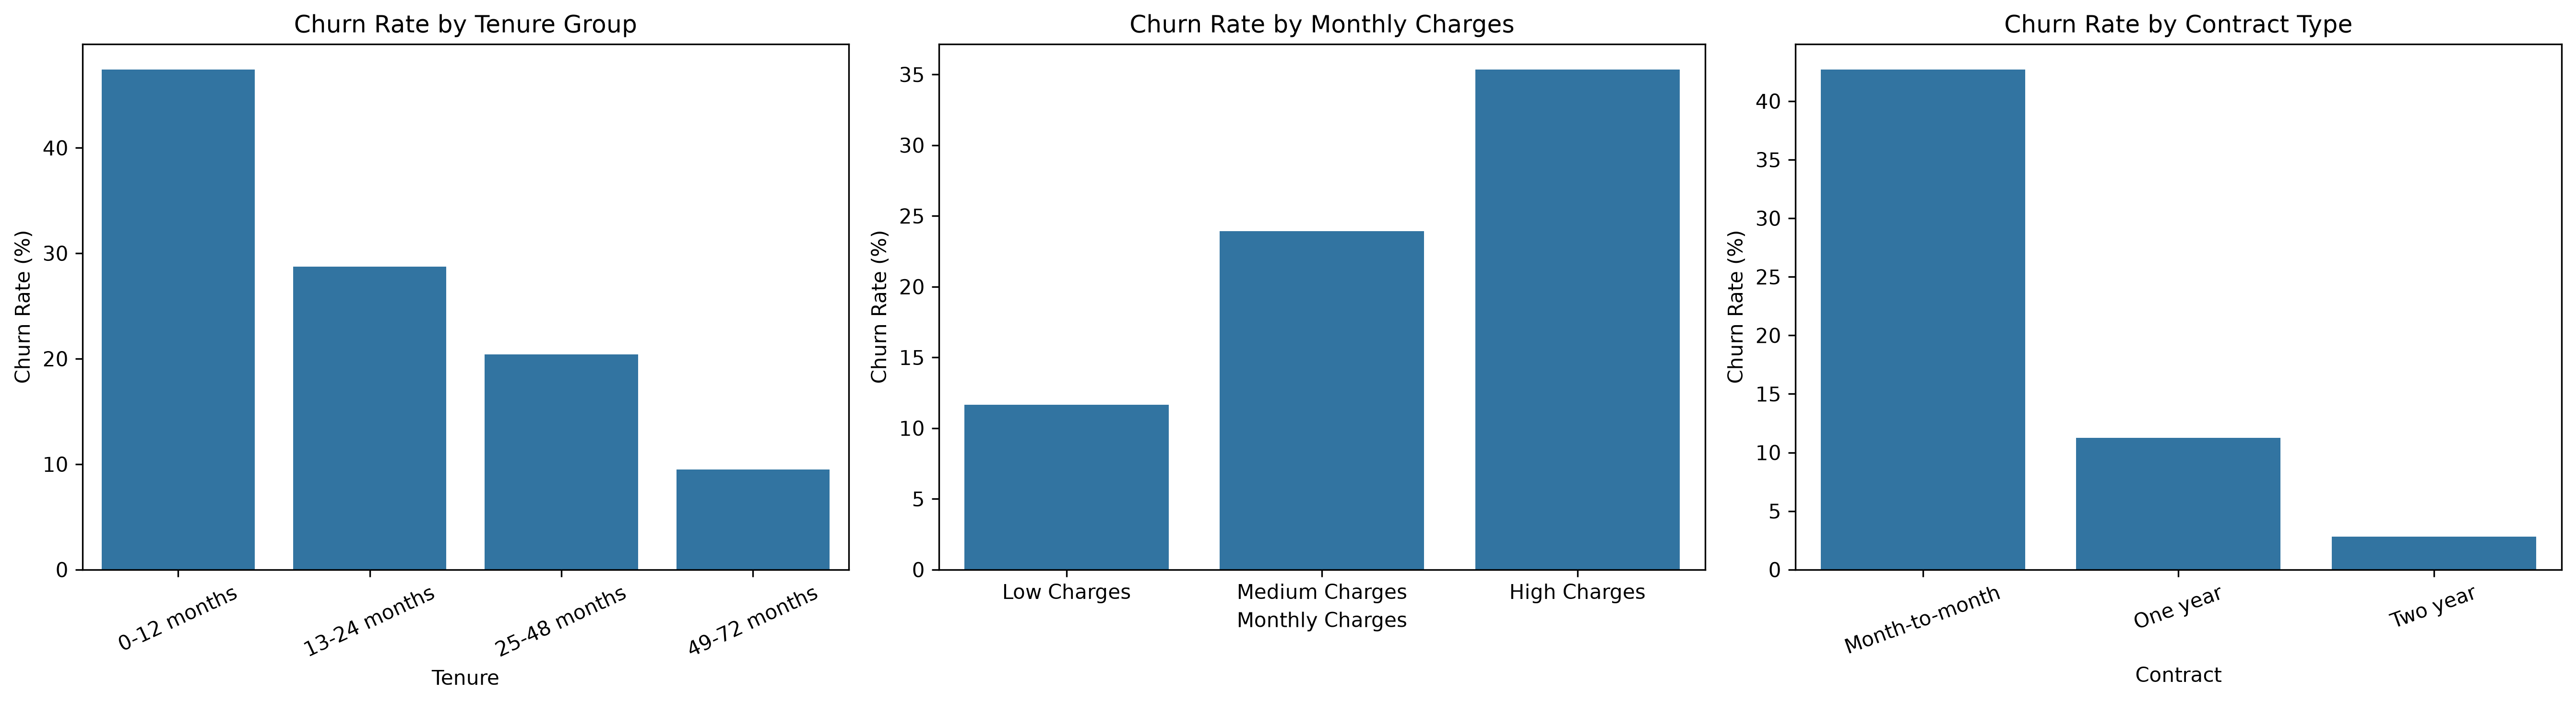 Churn Rate by Tenure Group
Churn Rate (%)
40
30
20
10
0
0-12 months
13-24 months
25-48 months
49-72 months
Tenure
Churn Rate by Monthly Charges
Churn Rate (%)
35
30
25
20
15
10
5
0
Low Charges
Medium Charges
High Charges
Monthly Charges
Churn Rate by Contract Type
Churn Rate (%)
40
35
30
25
20
15
10
5
0
Month-to-month
One year
Two year
Contract